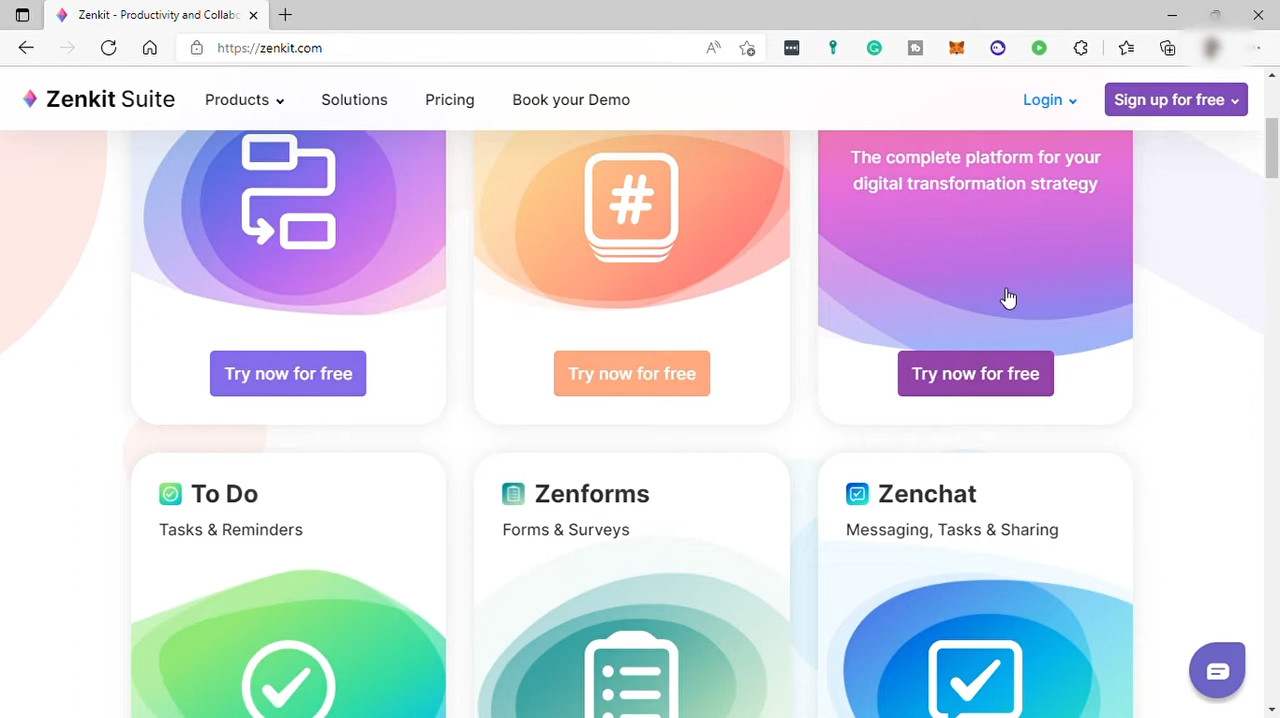 Zenkit - Productivity and Collab
https://zenkit.com
Zenkit Suite
Products
Solutions
Pricing
Book your Demo
Login
Sign up for free
The complete platform for your
digital transformation strategy
#
Try now for free
Try now for free
Try now for free
To Do
Tasks & Reminders
Zenforms
Forms & Surveys
Zenchat
Messaging, Tasks & Sharing